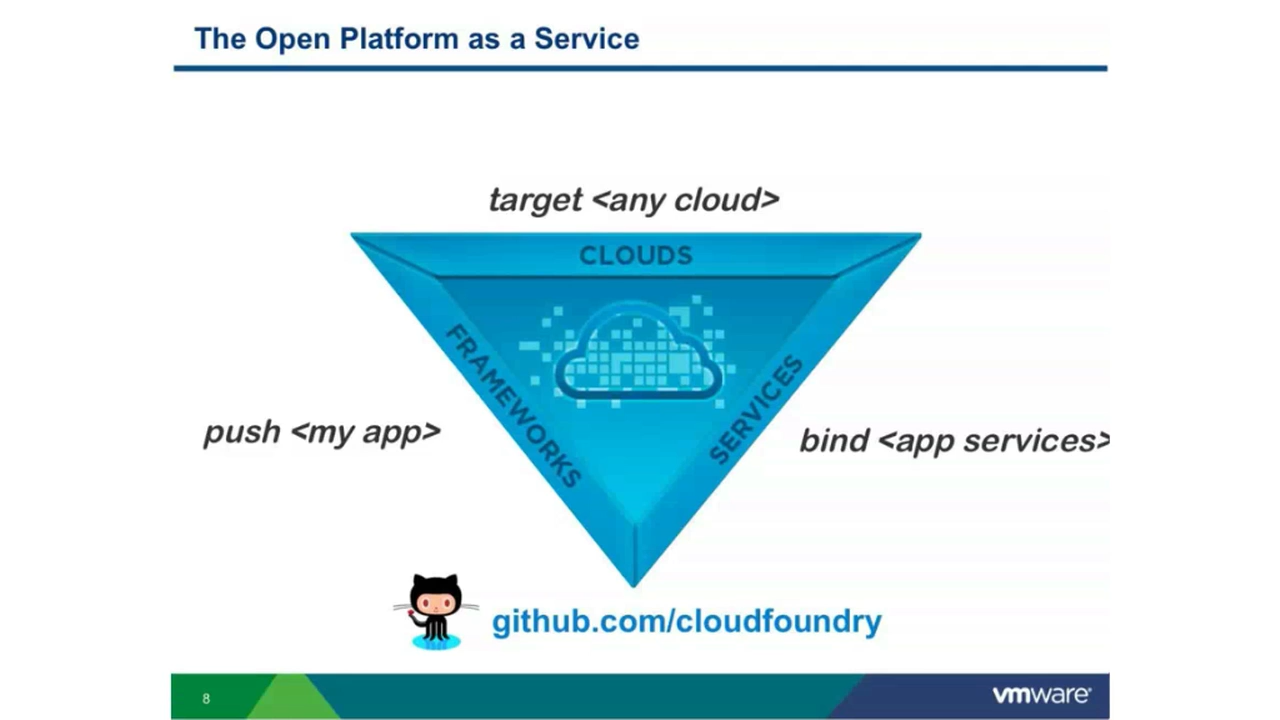 The Open Platform as a Service
target <any cloud>
CLOUDS
FRAMEWORKS
SERVICES
push <my app>
bind <app services>
github.com/cloudfoundry
8
vmware®